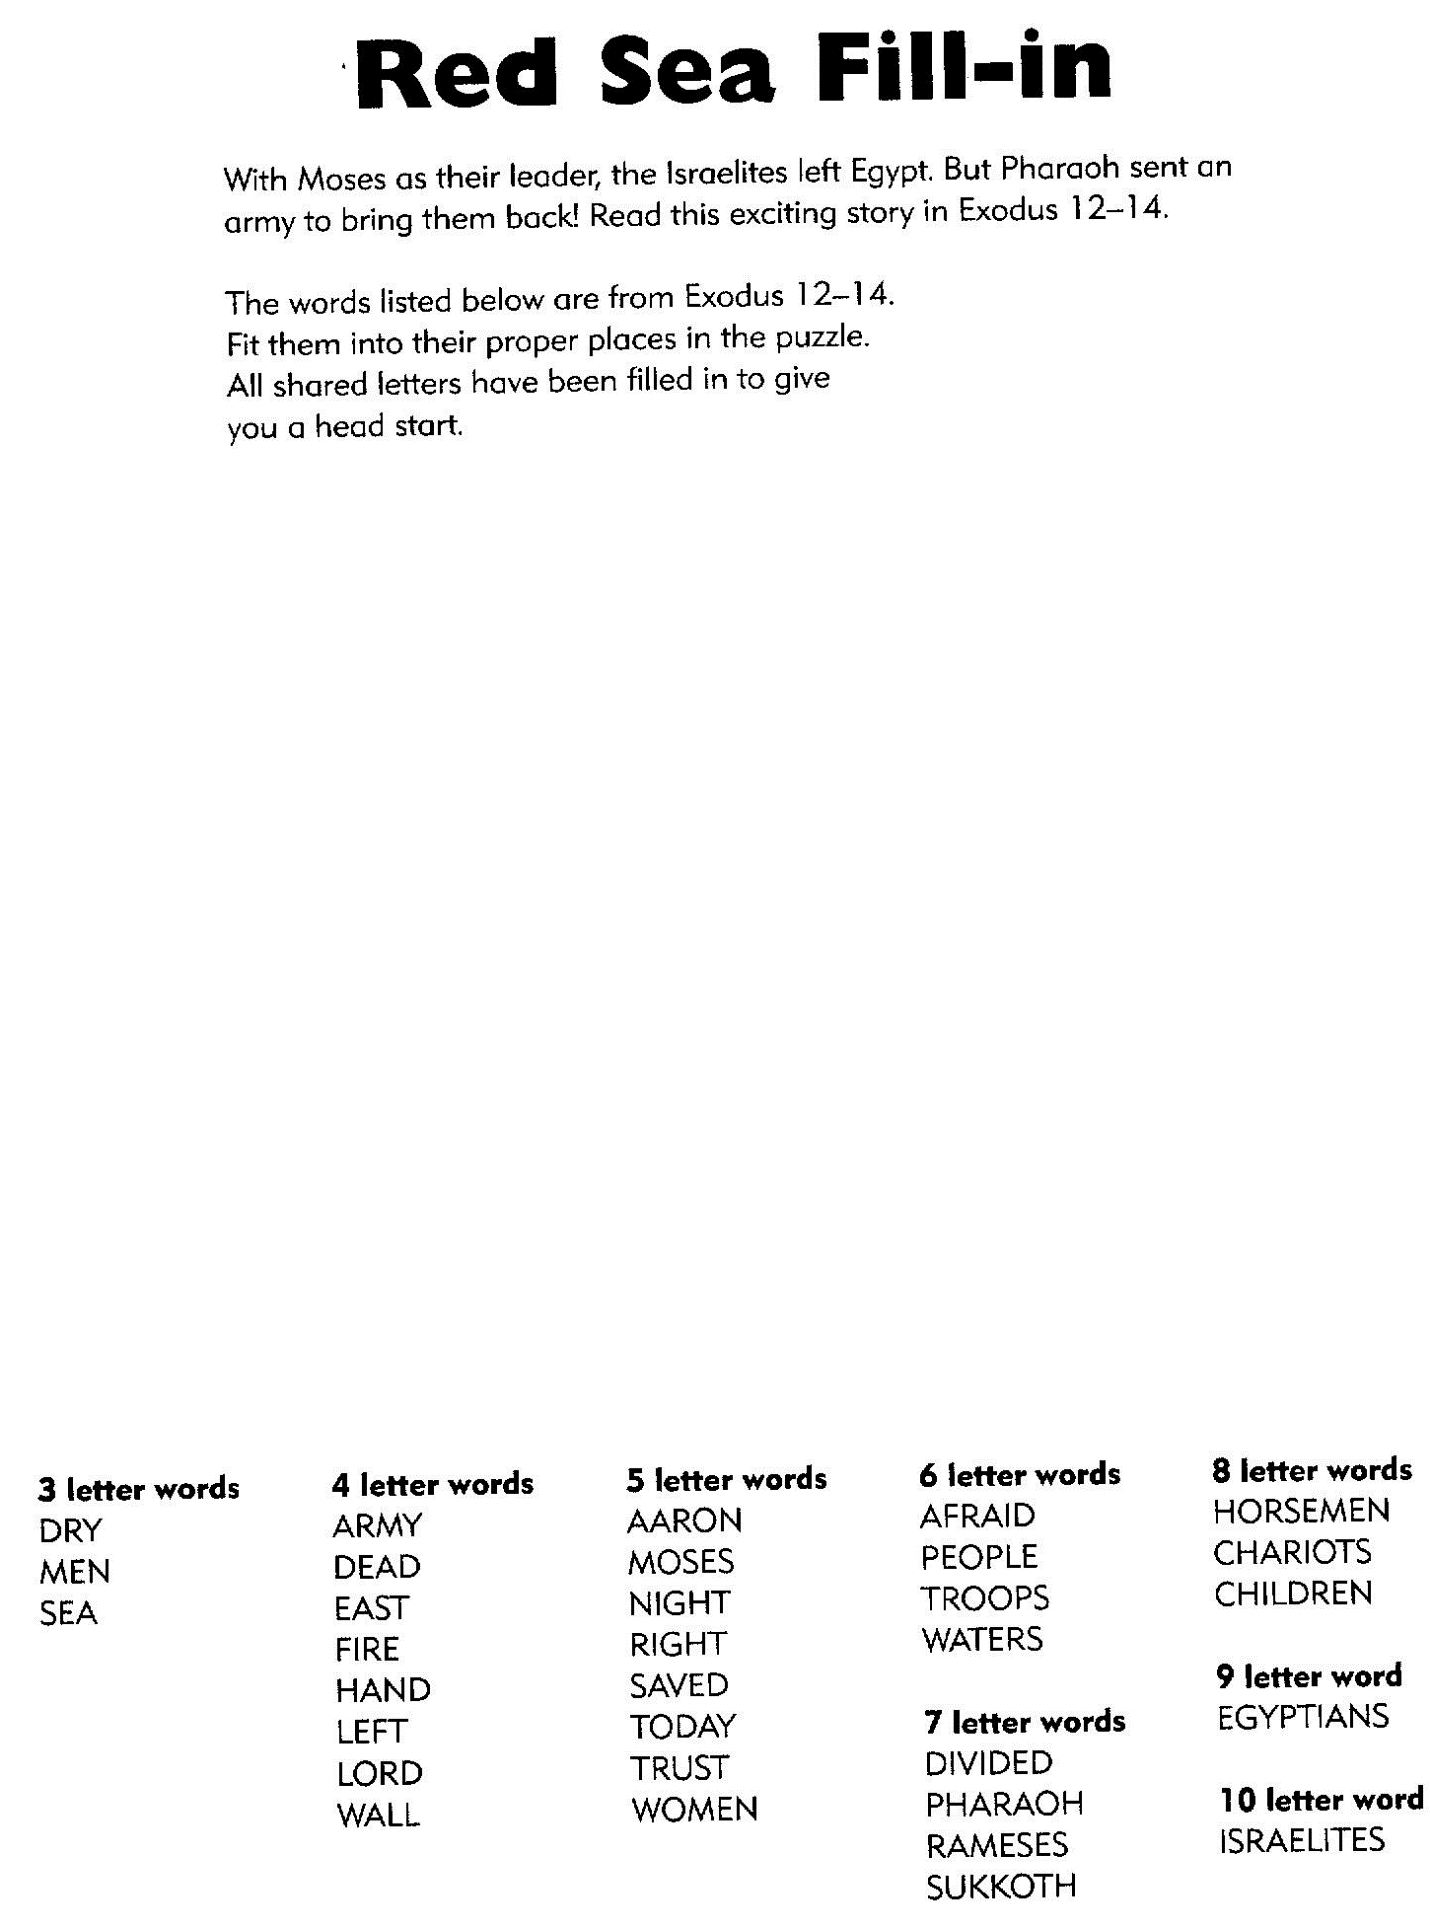 Red Sea Fill-in
With Moses as their leader, the Israelites left Egypt. But Pharaoh sent an
army to bring them back! Read this exciting story in Exodus 12–14.
The words listed below are from Exodus 12–14.
Fit them into their proper places in the puzzle.
All shared letters have been filled in to give
you a head start.
3 letter words
DRY
MEN
SEA
4 letter words
ARMY
DEAD
EAST
FIRE
HAND
LEFT
LORD
WALL
5 letter words
AARON
MOSES
NIGHT
RIGHT
SAVED
TODAY
TRUST
WOMEN
6 letter words
AFRAID
PEOPLE
TROOPS
WATERS
7 letter words
DIVIDED
PHARAOH
RAMESES
SUKKOTH
8 letter words
HORSEMEN
CHARIOTS
CHILDREN
9 letter word
EGYPTIANS
10 letter word
ISRAELITES